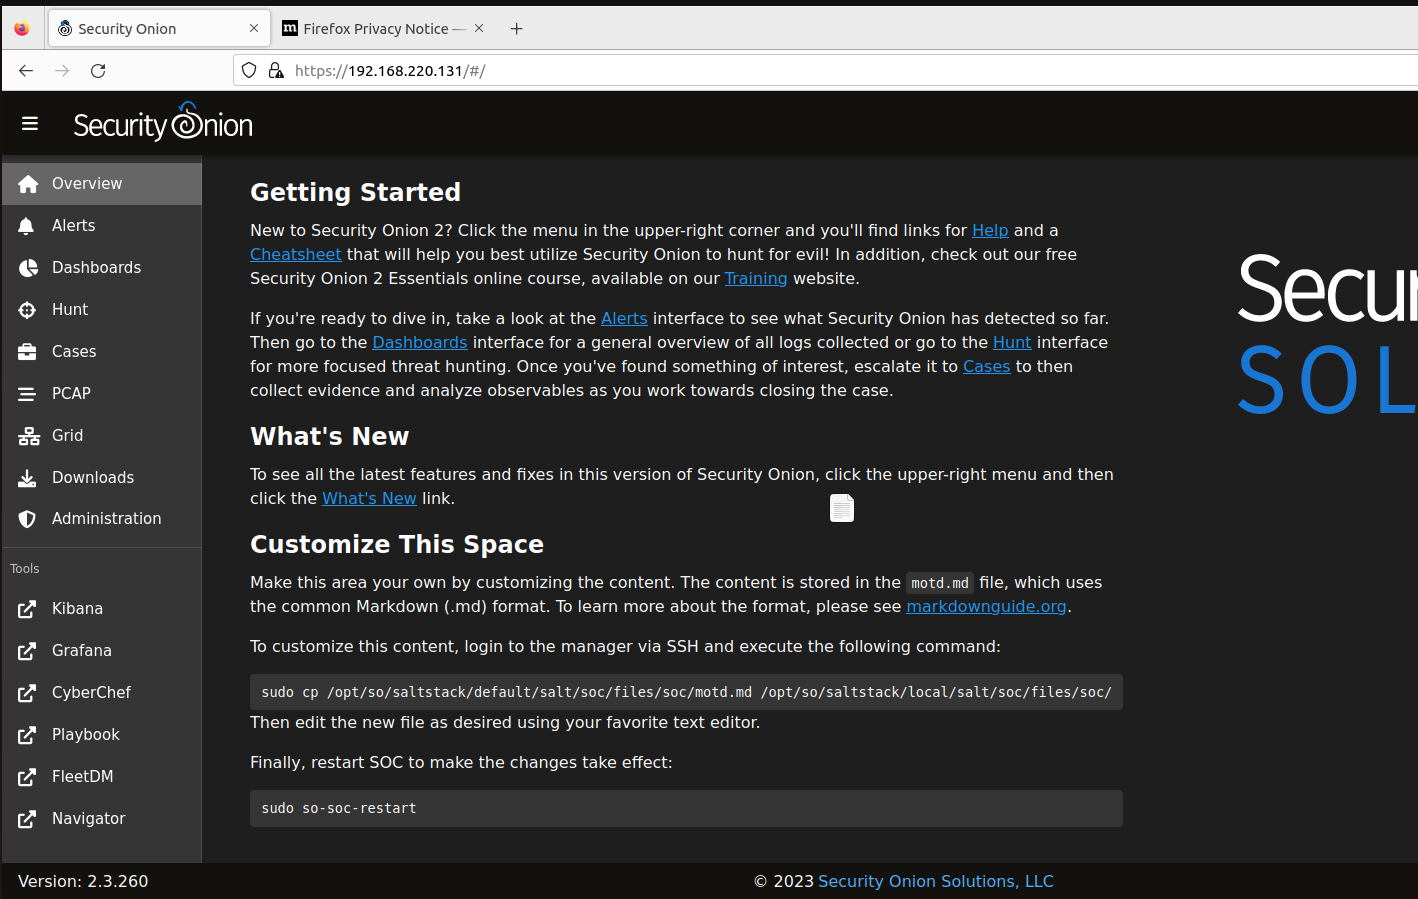 Security Onion
Firefox Privacy Notice —
https://192.168.220.131/#/
Security Onion
Overview
Alerts
Dashboards
Hunt
Cases
PCAP
Grid
Downloads
Administration
Tools
Kibana
Grafana
CyberChef
Playbook
FleetDM
Navigator
Getting Started
New to Security Onion 2? Click the menu in the upper-right corner and you'll find links for Help and a
Cheatsheet that will help you best utilize Security Onion to hunt for evil! In addition, check out our free
Security Onion 2 Essentials online course, available on our Training website.
If you're ready to dive in, take a look at the Alerts interface to see what Security Onion has detected so far.
Then go to the Dashboards interface for a general overview of all logs collected or go to the Hunt interface
for more focused threat hunting. Once you've found something of interest, escalate it to Cases to then
collect evidence and analyze observables as you work towards closing the case.
What's New
To see all the latest features and fixes in this version of Security Onion, click the upper-right menu and then
click the What's New link.
Customize This Space
Make this area your own by customizing the content. The content is stored in the motd.md file, which uses
the common Markdown (.md) format. To learn more about the format, please see markdownguide.org.
To customize this content, login to the manager via SSH and execute the following command:
sudo cp /opt/so/saltstack/default/salt/soc/files/soc/motd.md /opt/so/saltstack/local/salt/soc/files/soc/
Then edit the new file as desired using your favorite text editor.
Finally, restart SOC to make the changes take effect:
sudo so-soc-restart
Secur
SOL
Version: 2.3.260
© 2023 Security Onion Solutions, LLC